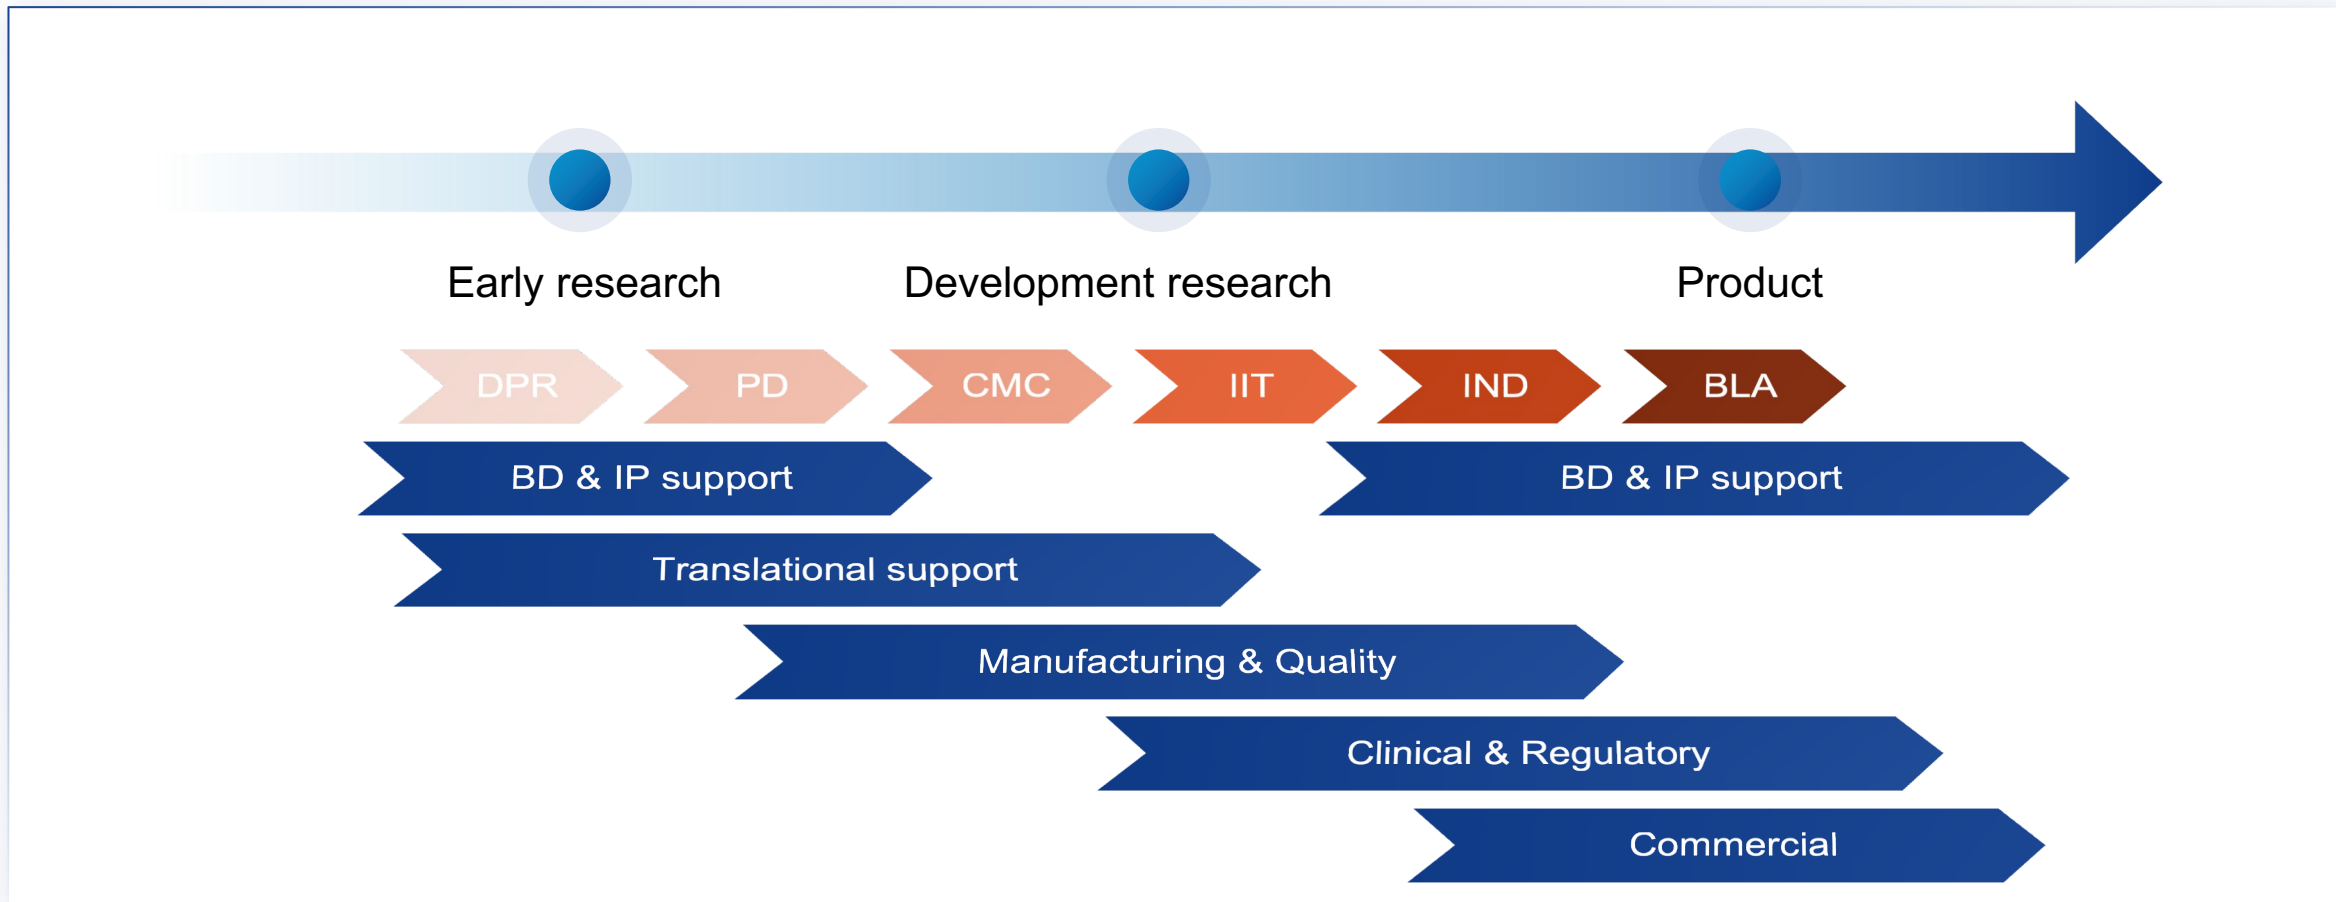 Early research
Development research
Product
DPR
PD
CMC
IIT
IND
BLA
BD & IP support
BD & IP support
Translational support
Manufacturing & Quality
Clinical & Regulatory
Commercial